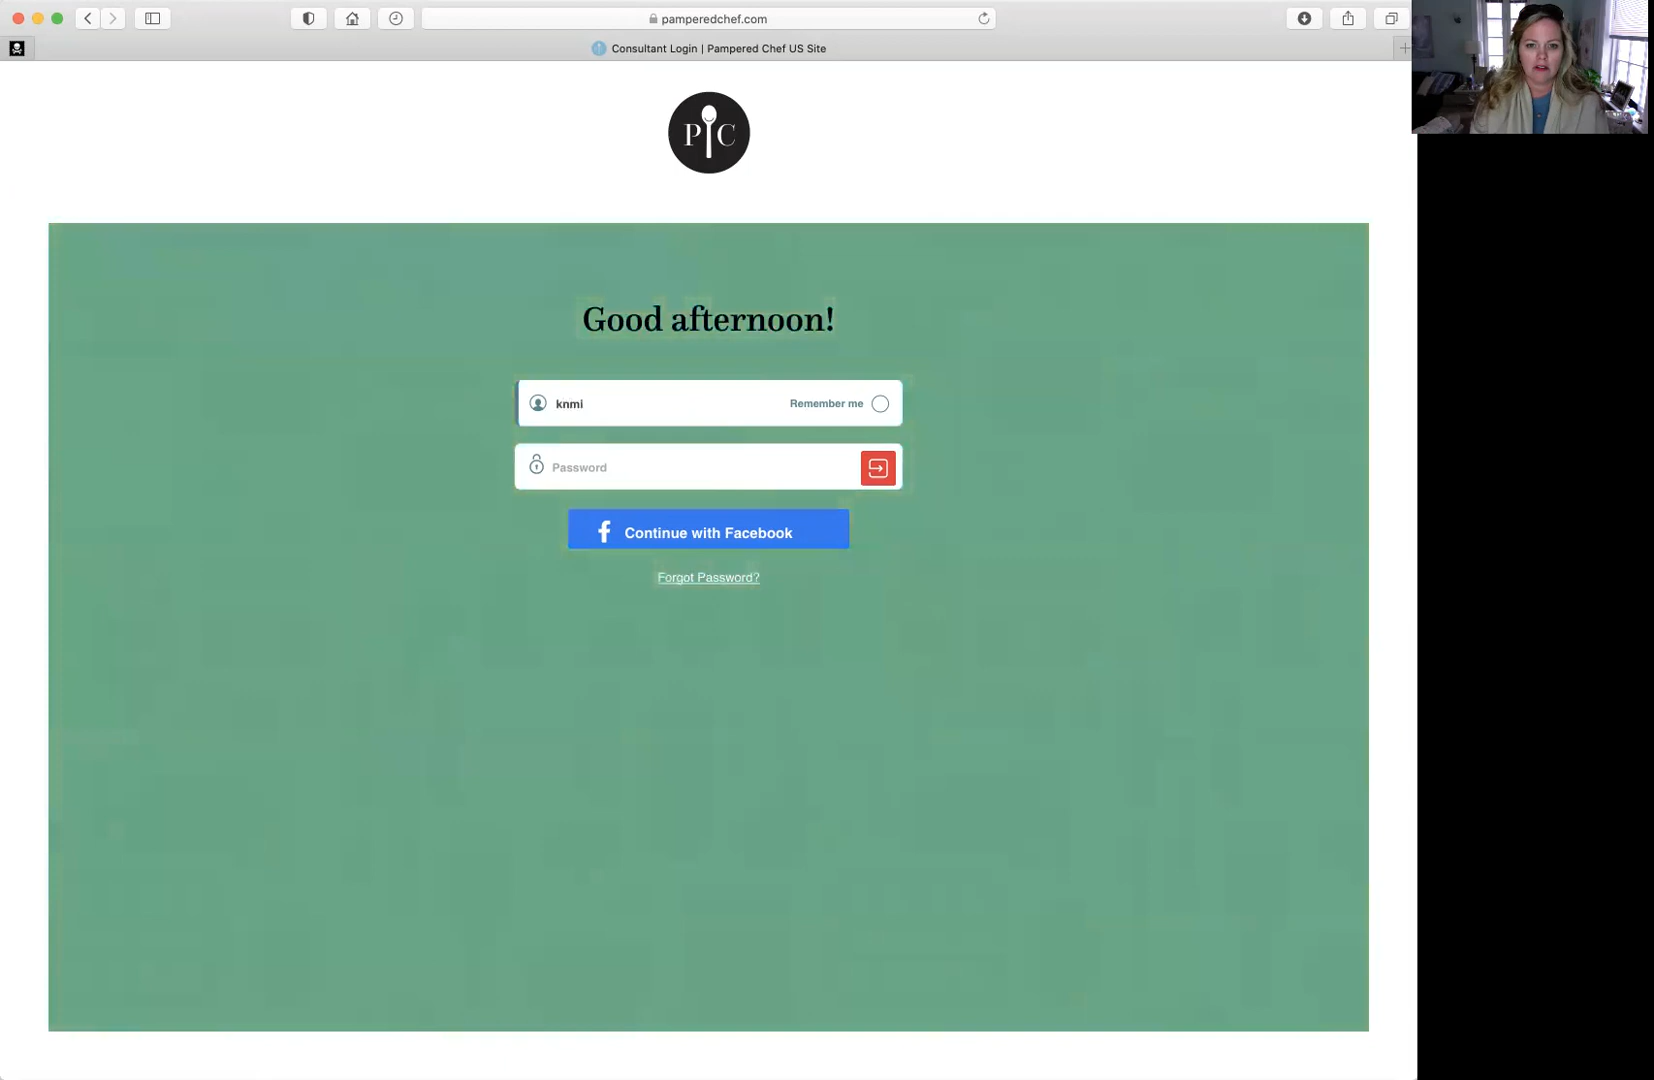 pamperedchef.com
Consultant Login | Pampered Chef US Site
P C
Good afternoon!
knmi
Remember me
Password
Continue with Facebook
Forgot Password?